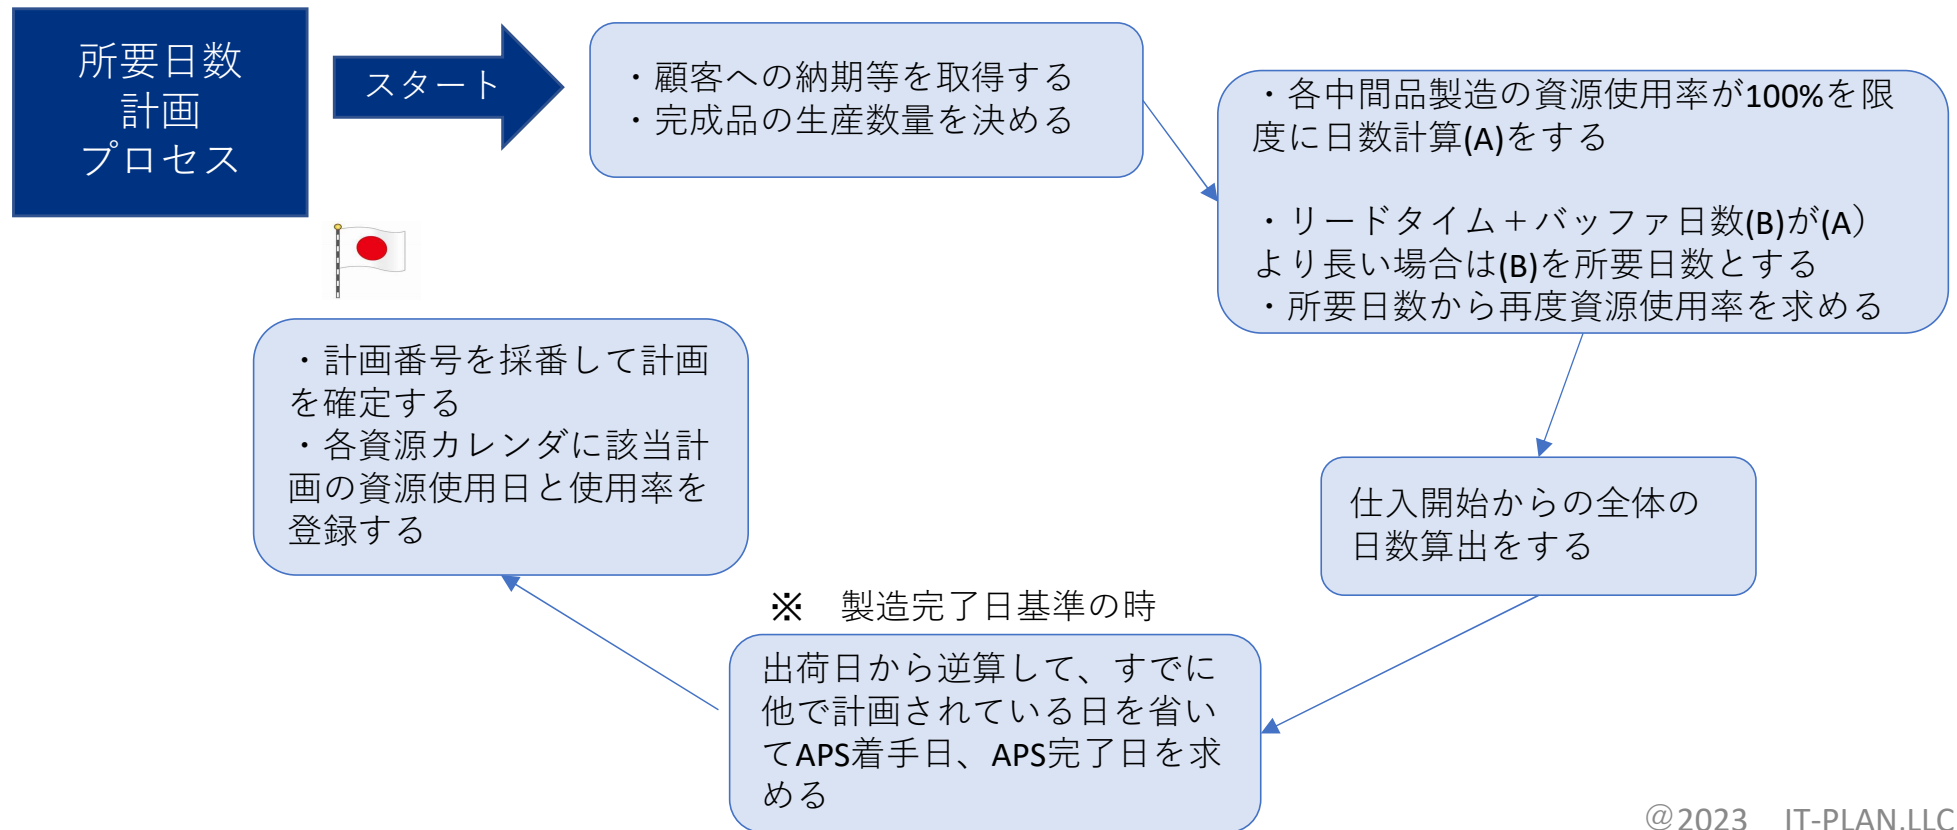 所要日数
計画
プロセス
スタート
・顧客への納期等を取得する
・完成品の生産数量を決める
・各中間品製造の資源使用率が100%を限
度に日数計算(A)をする
・リードタイム＋バッファ日数(B)が(A）
より長い場合は(B)を所要日数とする
・所要日数から再度資源使用率を求める
仕入開始からの全体の
日数算出をする
※　製造完了日基準の時
出荷日から逆算して、すでに
他で計画されている日を省い
てAPS着手日、APS完了日を求
める
・計画番号を採番して計画
を確定する
・各資源カレンダに該当計
画の資源使用日と使用率を
登録する
@2023　IT-PLAN.LLC